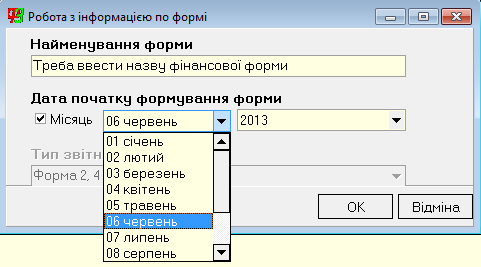 Робота з інформацією по формі
Найменування форми
Треба ввести назву фінансової форми
Дата початку формування форми
Місяць 06 червень 2013
01 січень
02 лютий
03 березень
04 квітень
05 травень
06 червень
07 липень
08 серпень
Тип звітн
Форма 2, 4
OK
Відміна